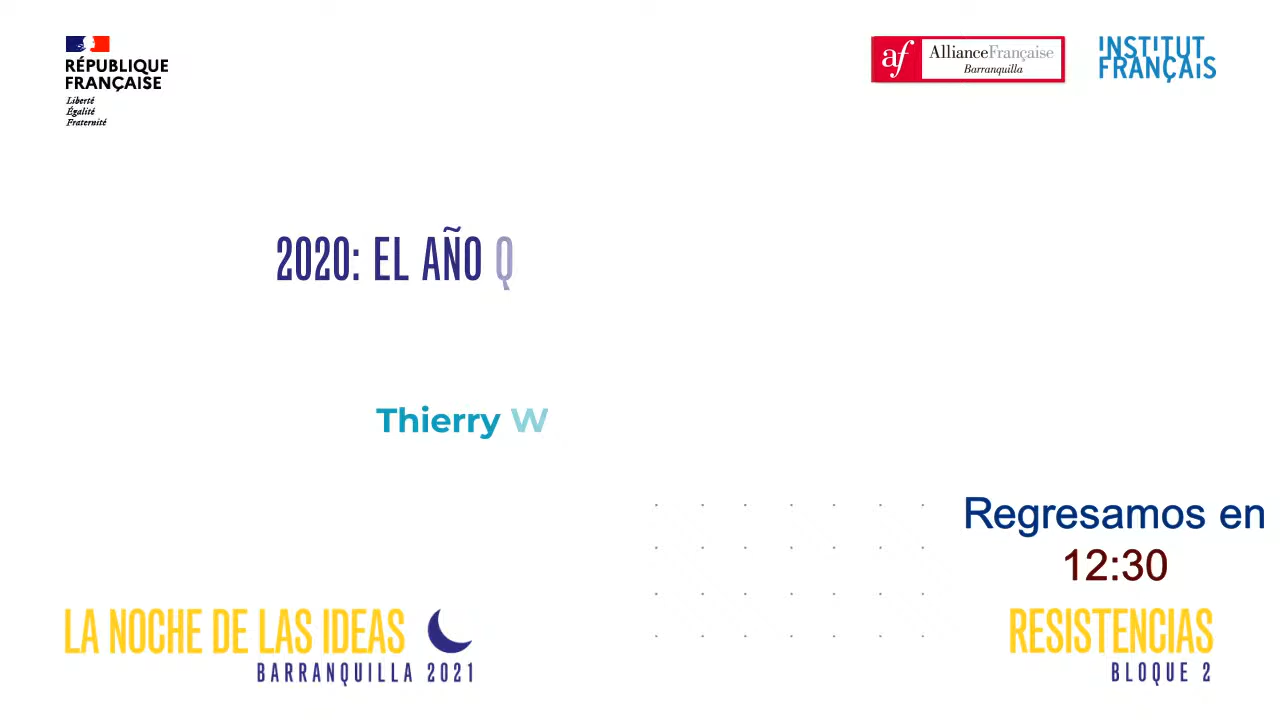 RÉPUBLIQUE
FRANÇAISE
Liberté
Égalité
Fraternité
af
AllianceFrançaise
Barranquilla
INSTITUT
FRANÇAIS
2020: EL AÑO Q
Thierry W
Regresamos en
12:30
LA NOCHE DE LAS IDEAS
BARRANQUILLA 2021
RESISTENCIAS
BLOQUE 2